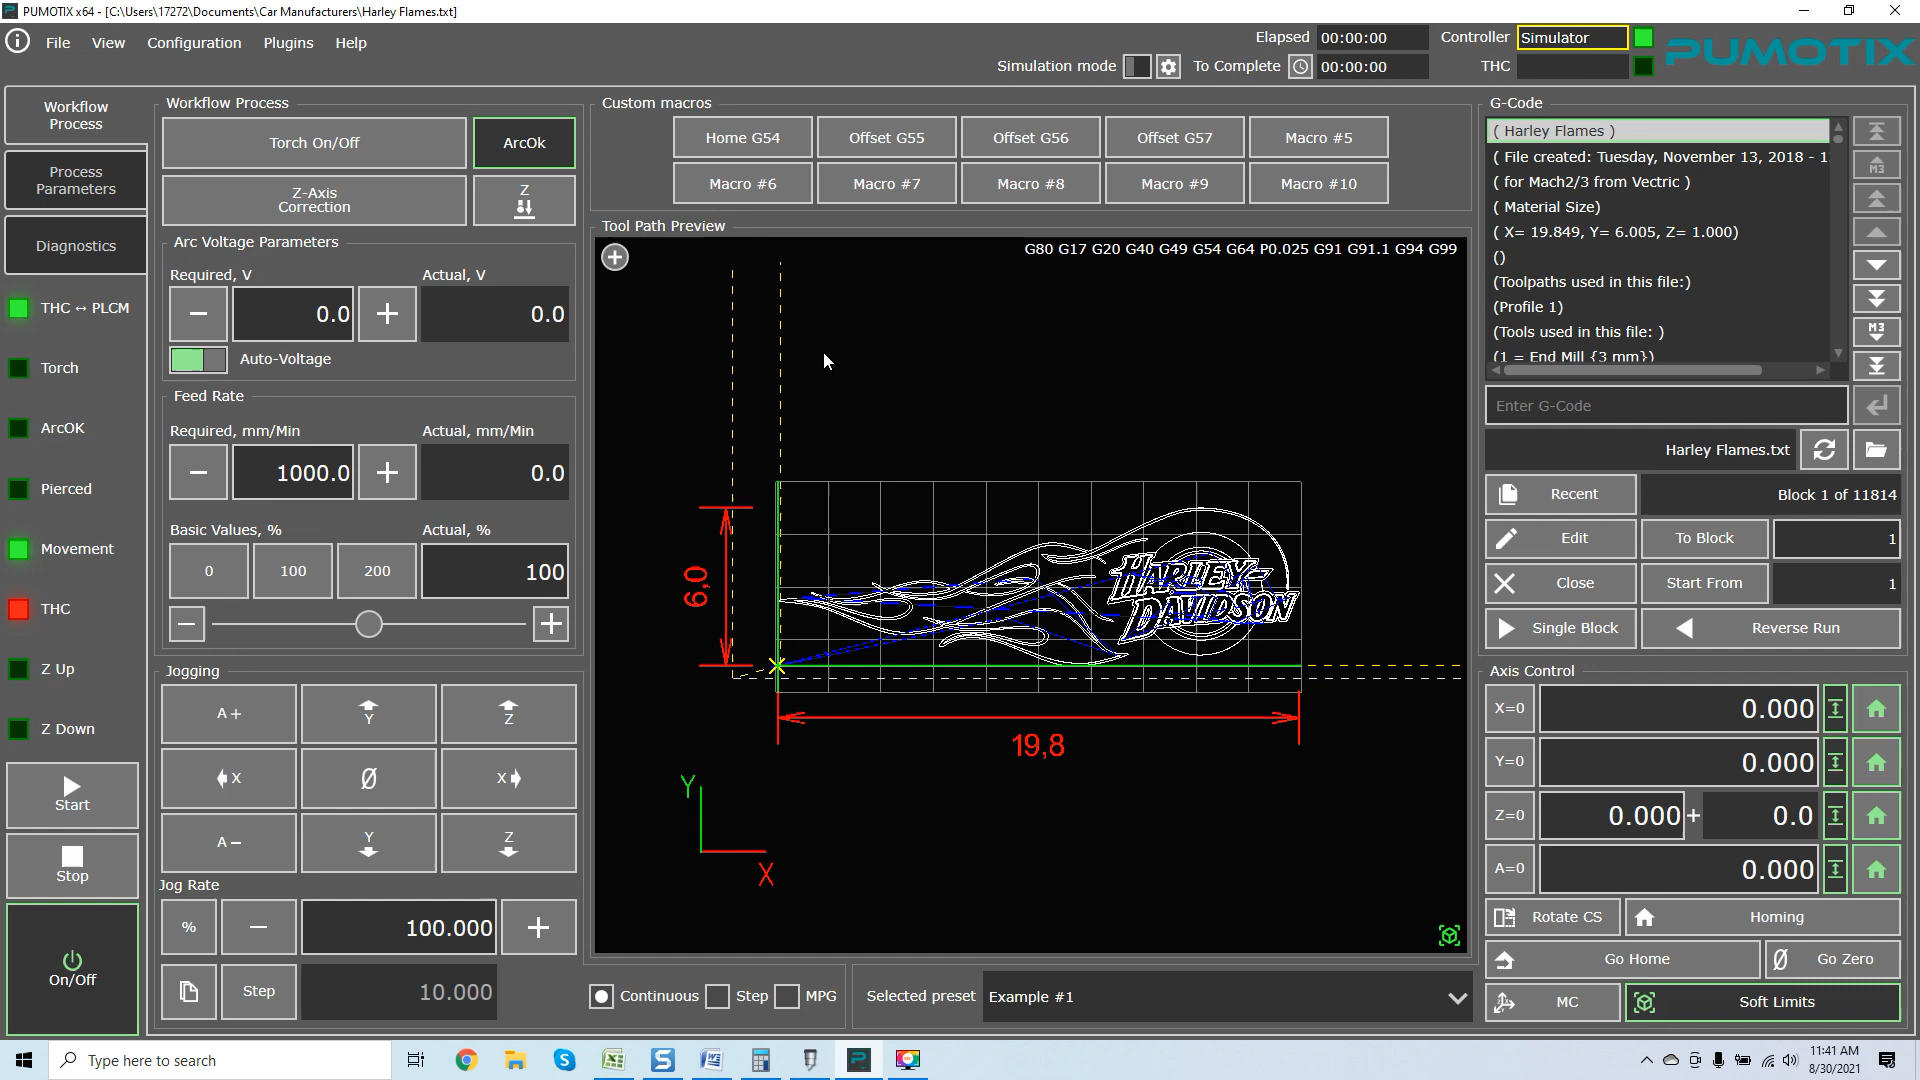 PUMOTIX x64 - [C:\Users\17272\Documents\Car Manufacturers\Harley Flames.txt]
File
View
Configuration
Plugins
Help
Elapsed
00:00:00
Controller
Simulator
Simulation mode
To Complete
00:00:00
THC
PUMOTIX
Workflow
Process
Process
Parameters
Diagnostics
THC ↔ PLCM
Torch
ArcOK
Pierced
Movement
THC
Z Up
Z Down
Start
Stop
On/Off
Workflow Process
Torch On/Off
ArcOk
Z-Axis
Correction
Z
Arc Voltage Parameters
Required, V
Actual, V
0.0
0.0
Auto-Voltage
Feed Rate
Required, mm/Min
Actual, mm/Min
1000.0
0.0
Basic Values, %
Actual, %
0
100
200
100
Jogging
A+
Y
Z
X
Ø
X
A−
Y
Z
Jog Rate
%
100.000
Step
10.000
Custom macros
Home G54
Offset G55
Offset G56
Offset G57
Macro #5
Macro #6
Macro #7
Macro #8
Macro #9
Macro #10
Tool Path Preview
G80 G17 G20 G40 G49 G54 G64 P0.025 G91 G91.1 G94 G99
6,0
HARLEY-
DAVIDSON
19,8
Y
X
Continuous
Step
MPG
Selected preset
Example #1
G-Code
( Harley Flames )
( File created: Tuesday, November 13, 2018 - 1
( for Mach2/3 from Vectric )
( Material Size)
( X= 19.849, Y= 6.005, Z= 1.000)
()
(Toolpaths used in this file:)
(Profile 1)
(Tools used in this file: )
(1 = End Mill {3 mm})
M3
M3
Enter G-Code
Harley Flames.txt
Recent
Block 1 of 11814
Edit
To Block
1
Close
Start From
1
Single Block
Reverse Run
Axis Control
X=0
0.000
Y=0
0.000
Z=0
0.000
+
0.0
A=0
0.000
Rotate CS
Homing
Go Home
Ø
Go Zero
MC
Soft Limits
Type here to search
11:41 AM
8/30/2021